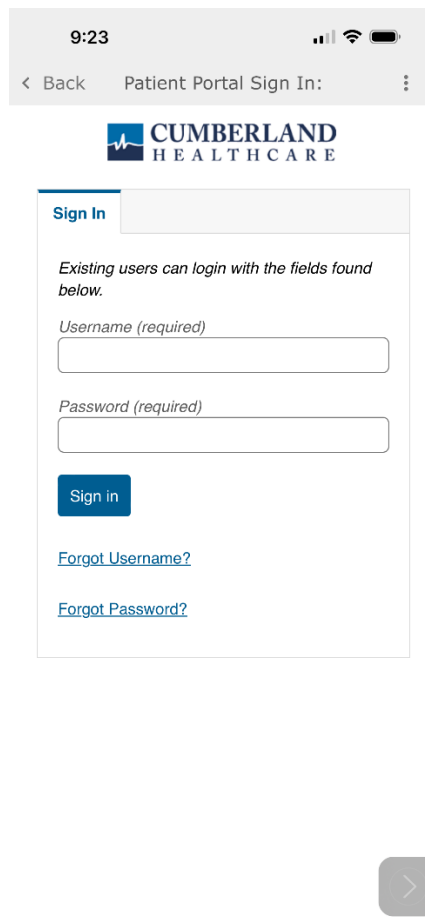 9:23
Back Patient Portal Sign In:
CUMBERLAND
HEALTHCARE
Sign In
Existing users can login with the fields found
below.
Username (required)
Password (required)
Sign in
Forgot Username?
Forgot Password?